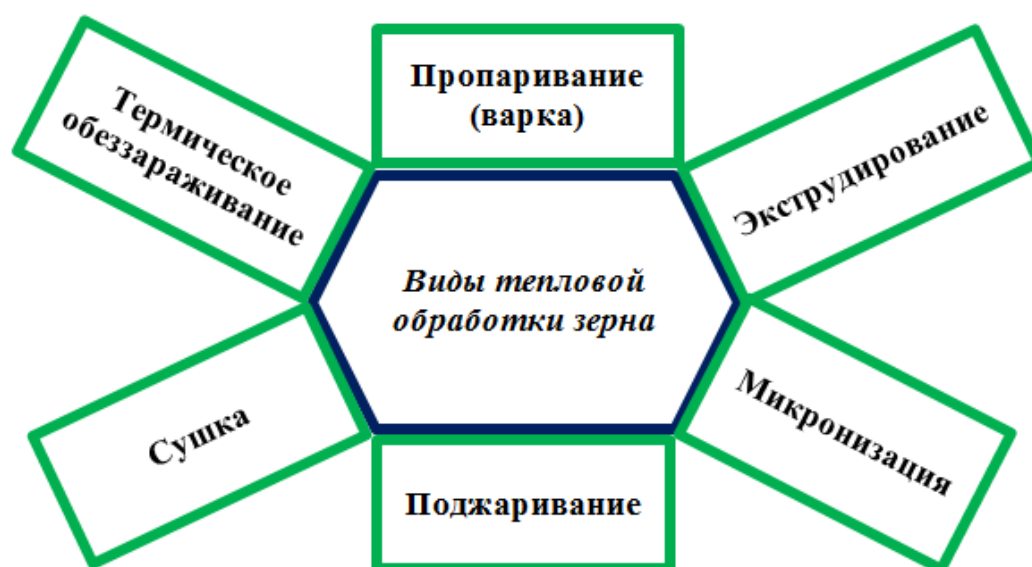 Пропаривание
(варка)
Термическое
обеззараживание
Экструдирование
Виды тепловой
обработки зерна
Сушка
Микронизация
Поджаривание